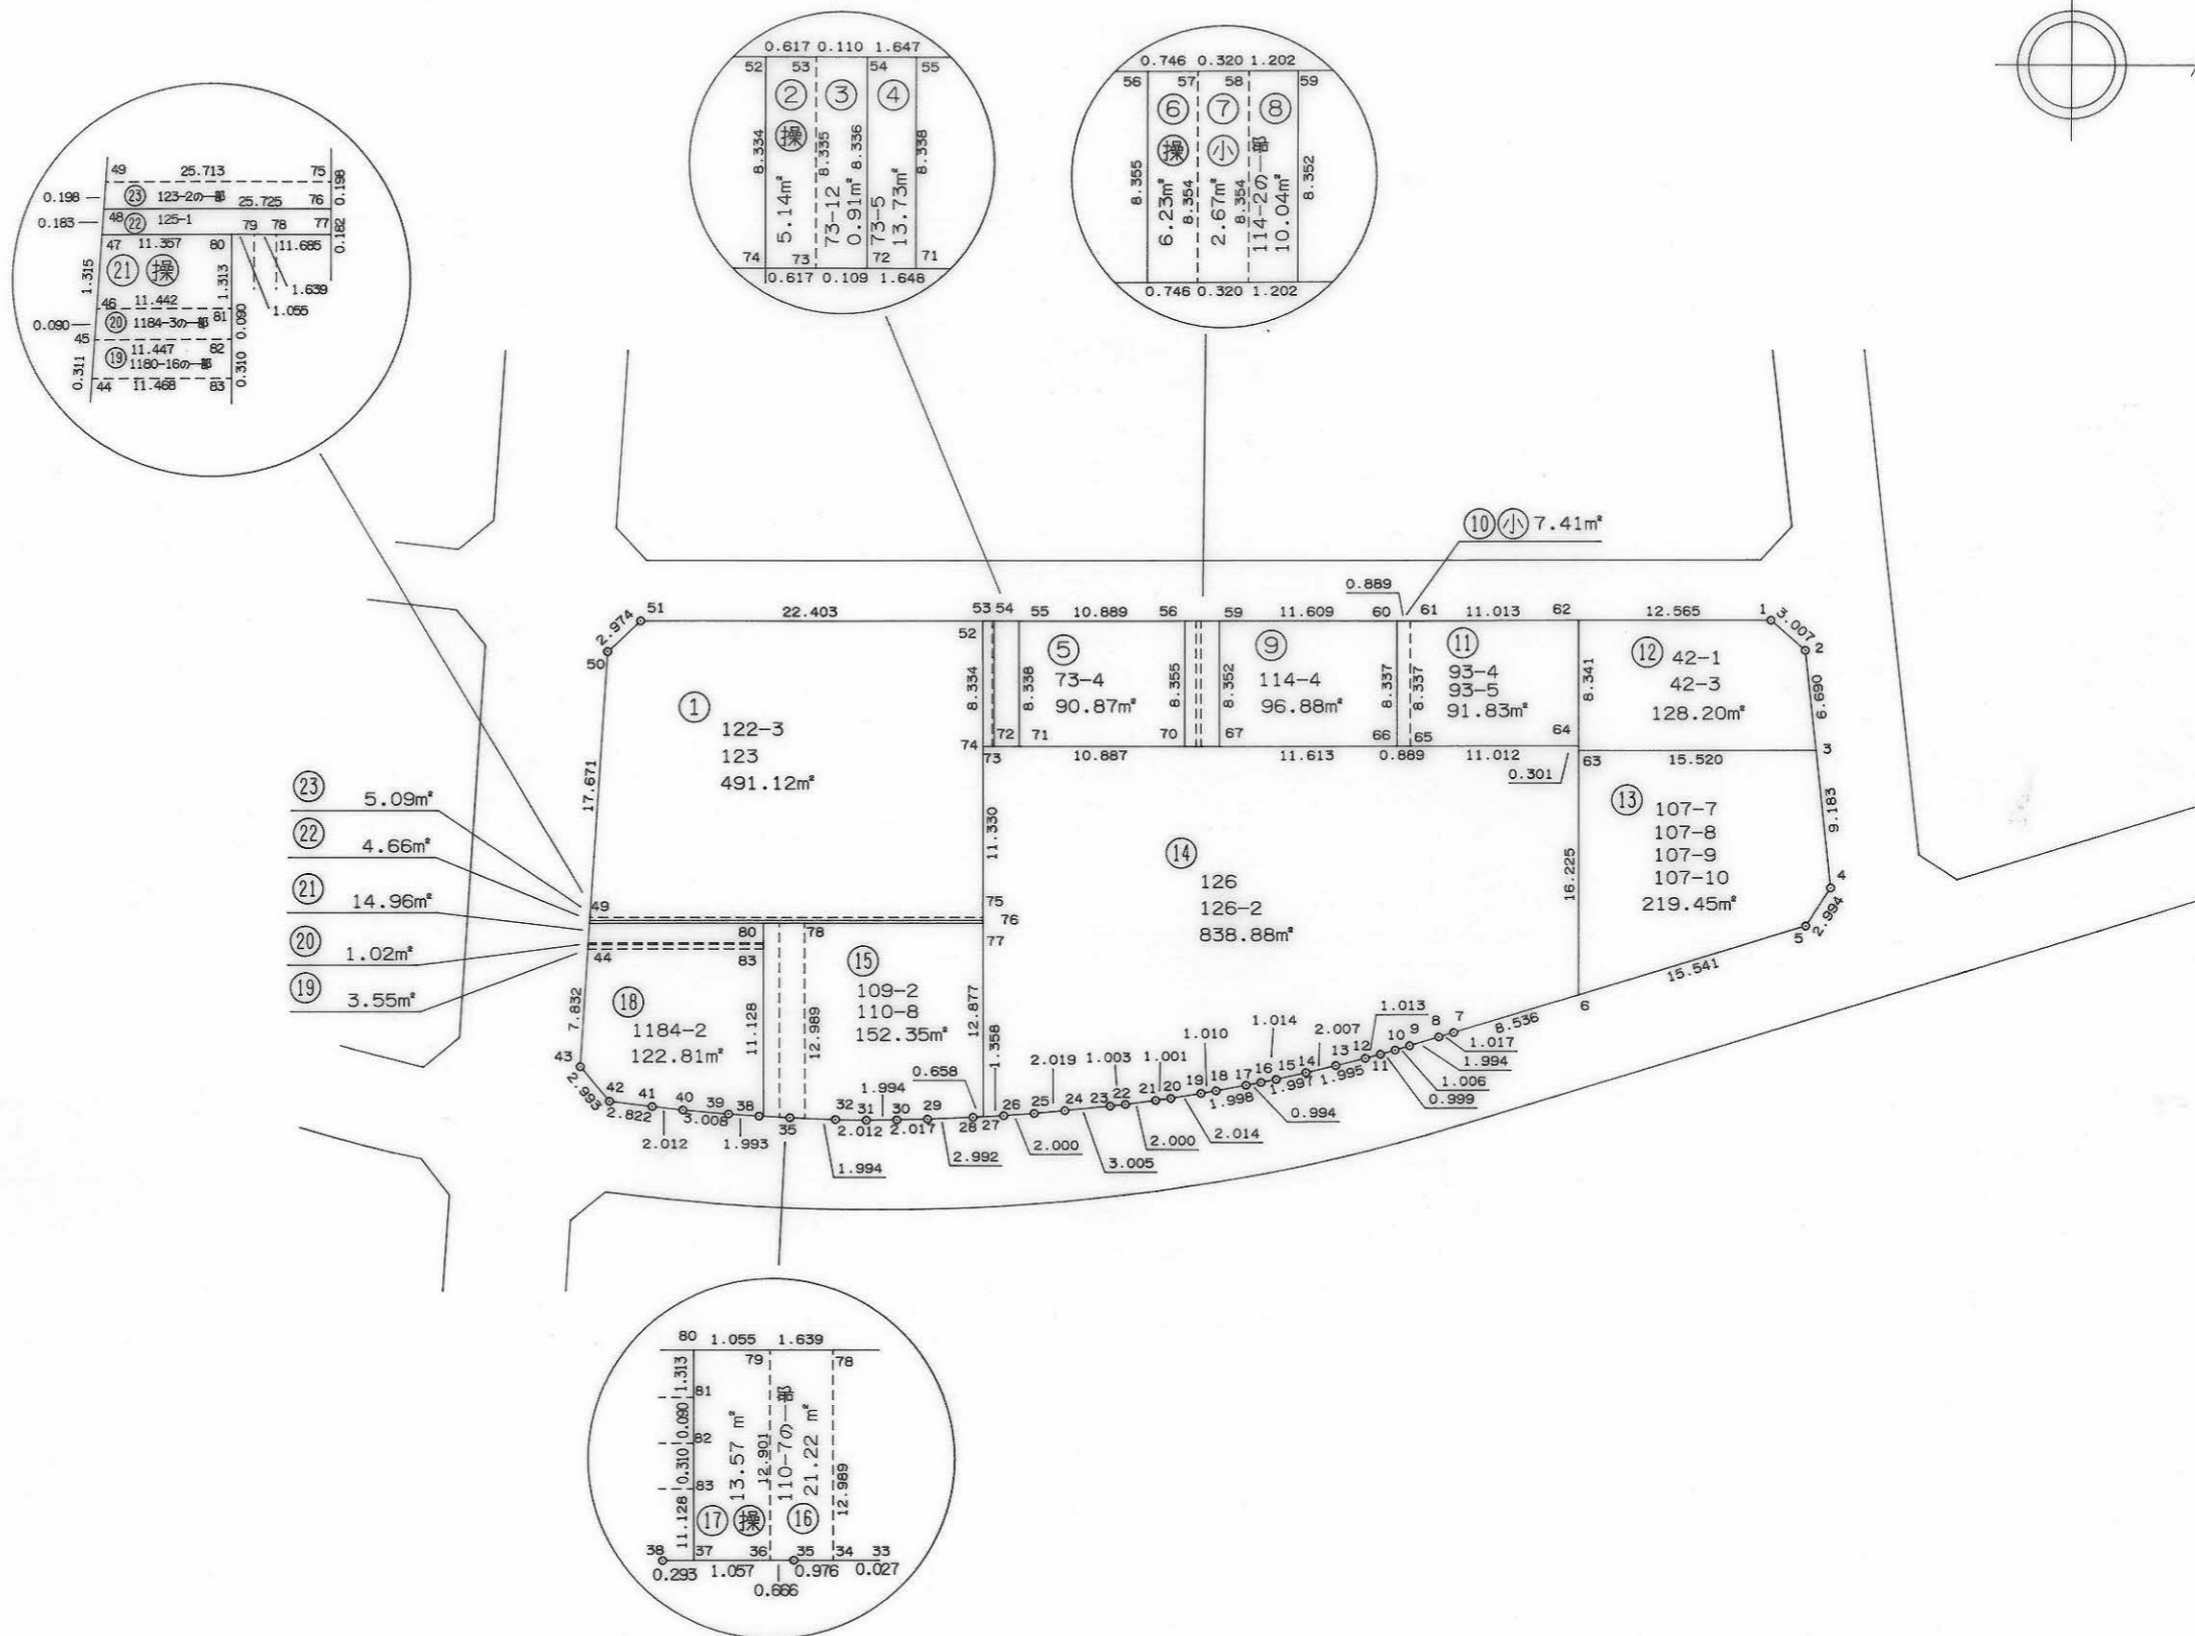 0.617 0.110 1.647
52 53 54 55
② ③ ④
操
8.334
5.14m²
8.335
73-12
0.91m²
8.336
73-5
13.73m²
8.338
74 73 72 71
0.617 0.109 1.648
0.746 0.320 1.202
56 57 58 59
⑥ ⑦ ⑧
操 小
8.355
6.23m²
8.354
2.67m²
8.354
114-2の一部
10.04m²
8.352
0.746 0.320 1.202
49 25.713 75
0.198
㉓ 123-2の一部 25.725 76
0.198
0.183
48 ㉒ 125-1 79 78 77
0.182
47 11.357 80 11.685
1.315
㉑ 操
1.313
1.639
1.055
46 11.442
0.090
⑳ 1184-3の一部 81
0.090
45 11.447 82
⑲ 1180-16の一部
0.311
0.310
44 11.468 83
⑩ 小 7.41m²
0.889
51 22.403 53 54 55 10.889 56 59 11.609 60 61 11.013 62 12.565 1
3.007
2
2.974
50
52
8.334
8.338
⑤
73-4
90.87m²
8.355
8.352
⑨
114-4
96.88m²
8.337
8.337
⑪
93-4
93-5
91.83m²
8.341
⑫ 42-1
42-3
128.20m²
6.690
3
74 72 71 70 67 66 65 64
73 10.887 11.613 0.889 11.012 63 15.520
0.301
①
122-3
123
491.12m²
17.671
11.330
⑭
126
126-2
838.88m²
16.225
⑬ 107-7
107-8
107-9
107-10
219.45m²
9.183
4
2.994
5
15.541
6
㉓ 5.09m²
㉒ 4.66m²
㉑ 14.96m²
⑳ 1.02m²
⑲ 3.55m²
49 75
76
80 78 77
44 83
⑱
1184-2
122.81m²
7.832
11.128
12.989
⑮
109-2
110-8
152.35m²
12.877
1.358
0.658
43
2.993
42 41 40 39 38 35 32 31 30 29 28 27 26 25 24 23 22 21 20 19 18 17 16 15 14 13 12 11 10 9 8 7
2.822
2.012
3.008
1.993
1.994
2.012
1.994
2.017
2.992
2.000
2.019
3.005
1.003
2.000
1.001
2.014
1.010
1.998
0.994
1.014
1.997
2.007
1.995
1.013
0.999
1.006
1.994
1.017
8.536
80 1.055 1.639
79 78
1.313
81
0.090
82
0.310
83
11.128
13.57 m²
12.901
110-7の一部
21.22 m²
12.989
⑰ 操 ⑯
38 37 36 35 34 33
0.293 1.057 0.976 0.027
0.666